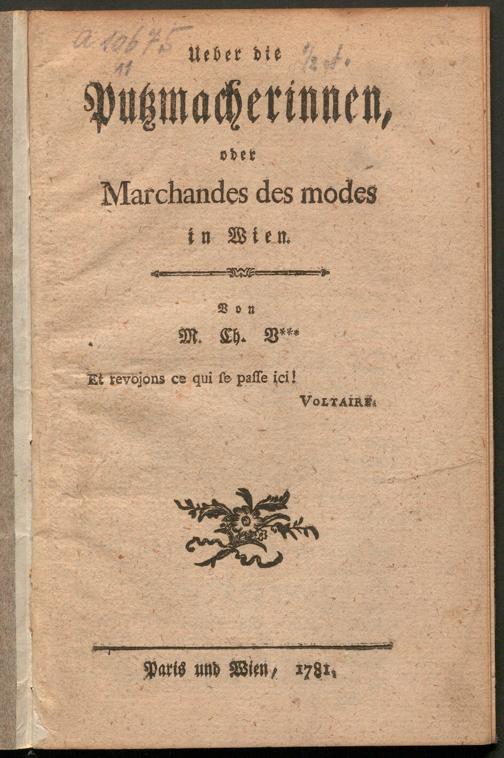 A 10675
11
Ueber die
Putzmacherinnen,
oder
Marchandes des modes
in Wien.
Von
M. Ch. V***
Et revojons ce qui ſe paſſe ici!
VOLTAIRE.
Paris und Wien, 1781.